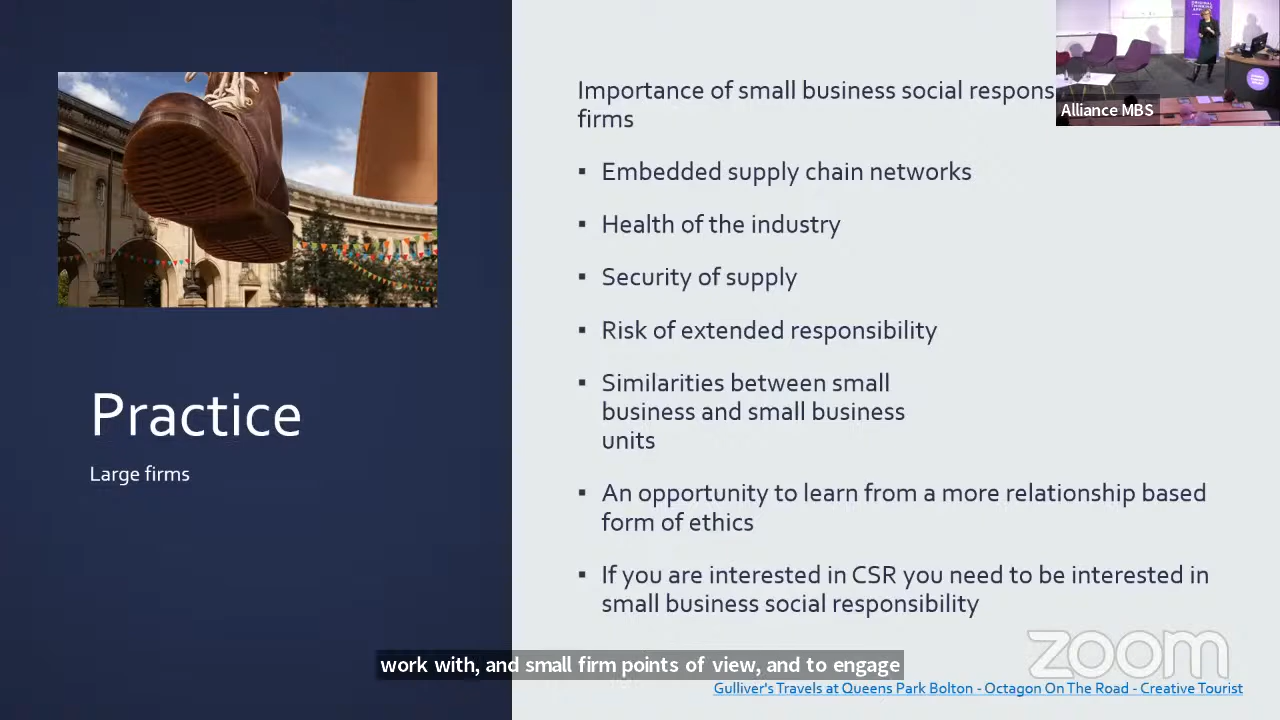 Importance of small business social respons
firms
Alliance MBS
▪ Embedded supply chain networks
▪ Health of the industry
▪ Security of supply
▪ Risk of extended responsibility
▪ Similarities between small
business and small business
units
▪ An opportunity to learn from a more relationship based
form of ethics
▪ If you are interested in CSR you need to be interested in
small business social responsibility
Practice
Large firms
work with, and small firm points of view, and to engage
zoom
Gulliver's Travels at Queens Park Bolton - Octagon On The Road - Creative Tourist